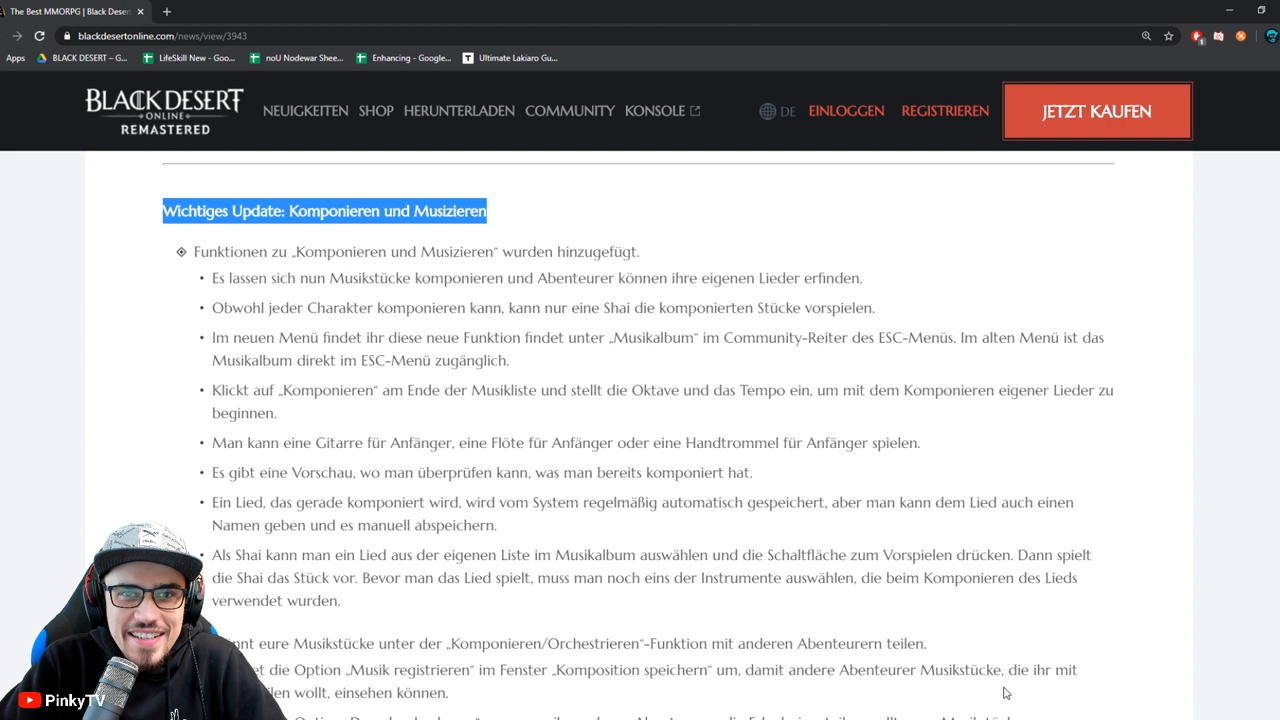 The Best MMORPG | Black Desert
blackdesertonline.com/news/view/3943
Apps BLACK DESERT – G... LifeSkill New - Goo... noU Nodewar Shee... Enhancing - Google... Ultimate Lakiaro Gu...
BLACK DESERT
ONLINE
REMASTERED
NEUIGKEITEN SHOP HERUNTERLADEN COMMUNITY KONSOLE DE EINLOGGEN REGISTRIEREN JETZT KAUFEN
Wichtiges Update: Komponieren und Musizieren
Funktionen zu „Komponieren und Musizieren“ wurden hinzugefügt.
• Es lassen sich nun Musikstücke komponieren und Abenteurer können ihre eigenen Lieder erfinden.
• Obwohl jeder Charakter komponieren kann, kann nur eine Shai die komponierten Stücke vorspielen.
• Im neuen Menü findet ihr diese neue Funktion findet unter „Musikalbum“ im Community-Reiter des ESC-Menüs. Im alten Menü ist das
Musikalbum direkt im ESC-Menü zugänglich.
• Klickt auf „Komponieren“ am Ende der Musikliste und stellt die Oktave und das Tempo ein, um mit dem Komponieren eigener Lieder zu
beginnen.
• Man kann eine Gitarre für Anfänger, eine Flöte für Anfänger oder eine Handtrommel für Anfänger spielen.
• Es gibt eine Vorschau, wo man überprüfen kann, was man bereits komponiert hat.
• Ein Lied, das gerade komponiert wird, wird vom System regelmäßig automatisch gespeichert, aber man kann dem Lied auch einen
Namen geben und es manuell abspeichern.
• Als Shai kann man ein Lied aus der eigenen Liste im Musikalbum auswählen und die Schaltfläche zum Vorspielen drücken. Dann spielt
die Shai das Stück vor. Bevor man das Lied spielt, muss man noch eins der Instrumente auswählen, die beim Komponieren des Lieds
verwendet wurden.
eure Musikstücke unter der „Komponieren/Orchestrieren“-Funktion mit anderen Abenteurern teilen.
die Option „Musik registrieren“ im Fenster „Komposition speichern“ um, damit andere Abenteurer Musikstücke, die ihr mit
wollt, einsehen können.
PinkyTV